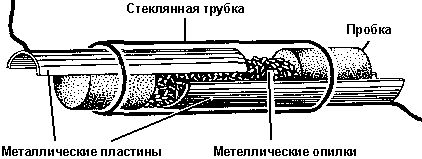 Стеклянная трубка
Пробка
Металлические пластины
Метеллические опилки